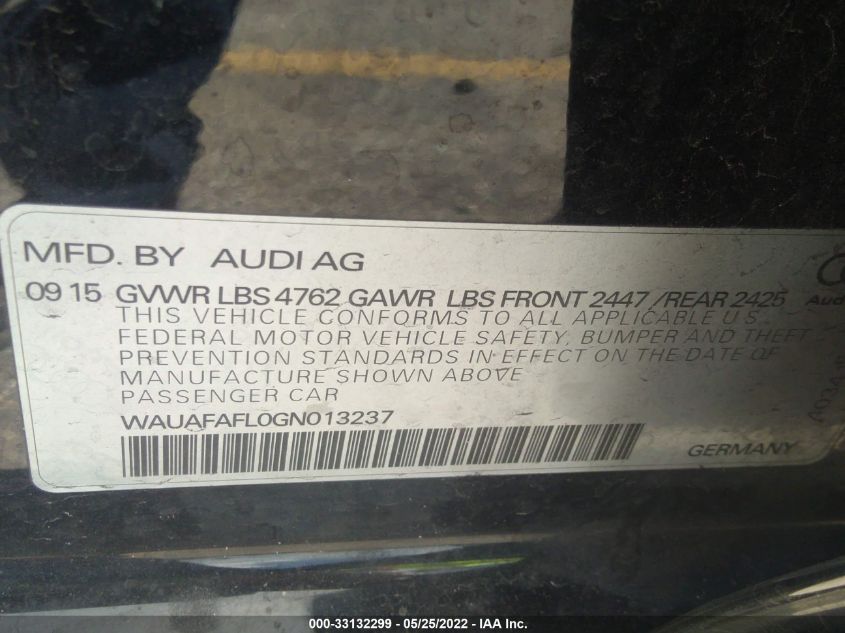 MFD. BY AUDI AG
09 15 GVWR LBS 4762 GAWR LBS FRONT 2447 /REAR 2425
THIS VEHICLE CONFORMS TO ALL APPLICABLE U.S.
FEDERAL MOTOR VEHICLE SAFETY, BUMPER AND THEFT
PREVENTION STANDARDS IN EFFECT ON THE DATE OF
MANUFACTURE SHOWN ABOVE
PASSENGER CAR
WAUAFAFL0GN013237
GERMANY
Aud
000-33132299 - 05/25/2022 - IAA Inc.